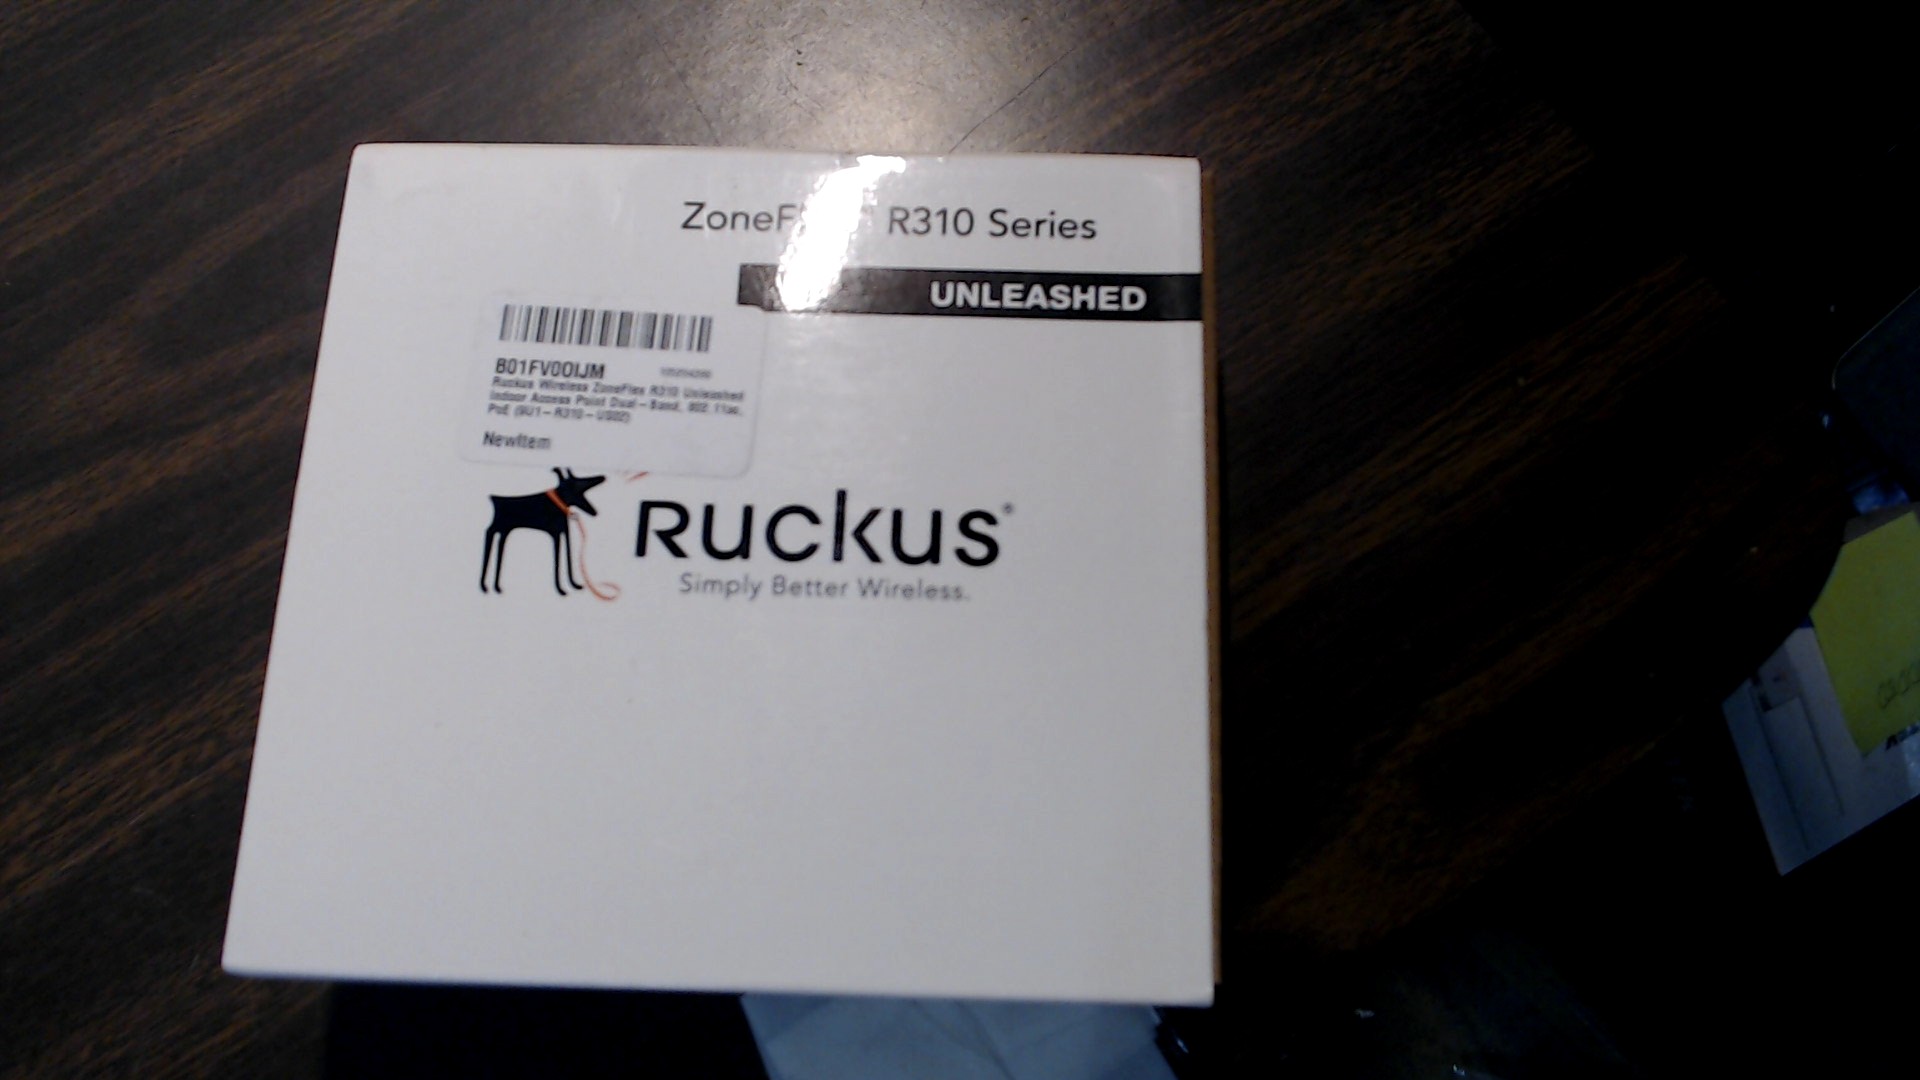 ZoneF R310 Series
UNLEASHED
B01FV00IJM
Ruckus Wireless ZoneFlex R310 Unleashed
Indoor Access Point Dual-Band, 802.11ac,
PoE (9U1-R310-US02)
NewItem
Ruckus®
Simply Better Wireless.